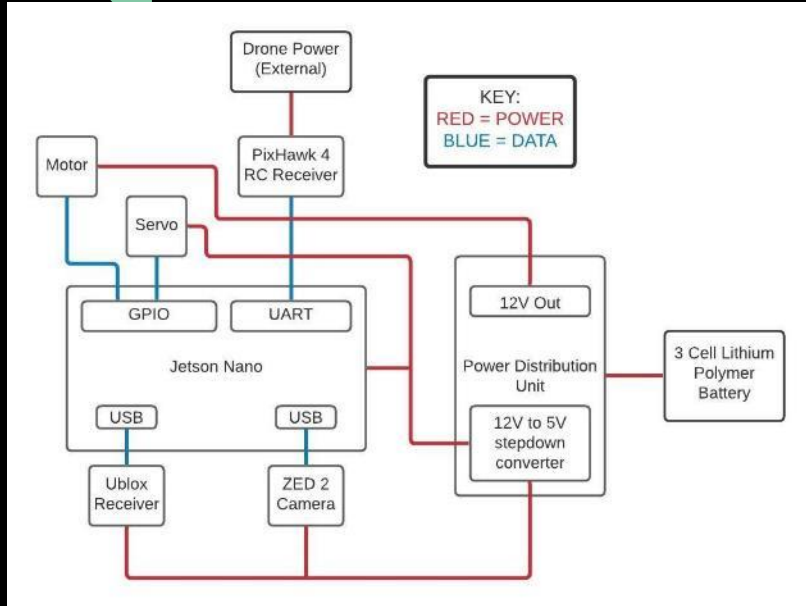 Drone Power
(External)
KEY:
RED = POWER
BLUE = DATA
Motor
PixHawk 4
RC Receiver
Servo
GPIO
UART
12V Out
Jetson Nano
Power Distribution
Unit
3 Cell Lithium
Polymer
Battery
USB
USB
12V to 5V
stepdown
converter
Ublox
Receiver
ZED 2
Camera